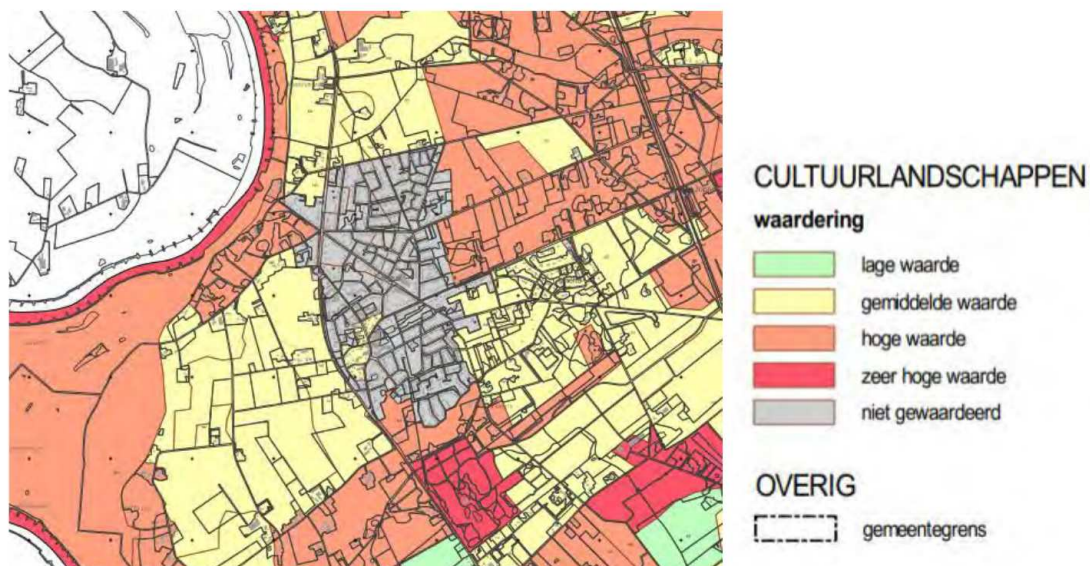 CULTUURLANDSCHAPPEN
waardering
lage waarde
gemiddelde waarde
hoge waarde
zeer hoge waarde
niet gewaardeerd
OVERIG
gemeentegrens